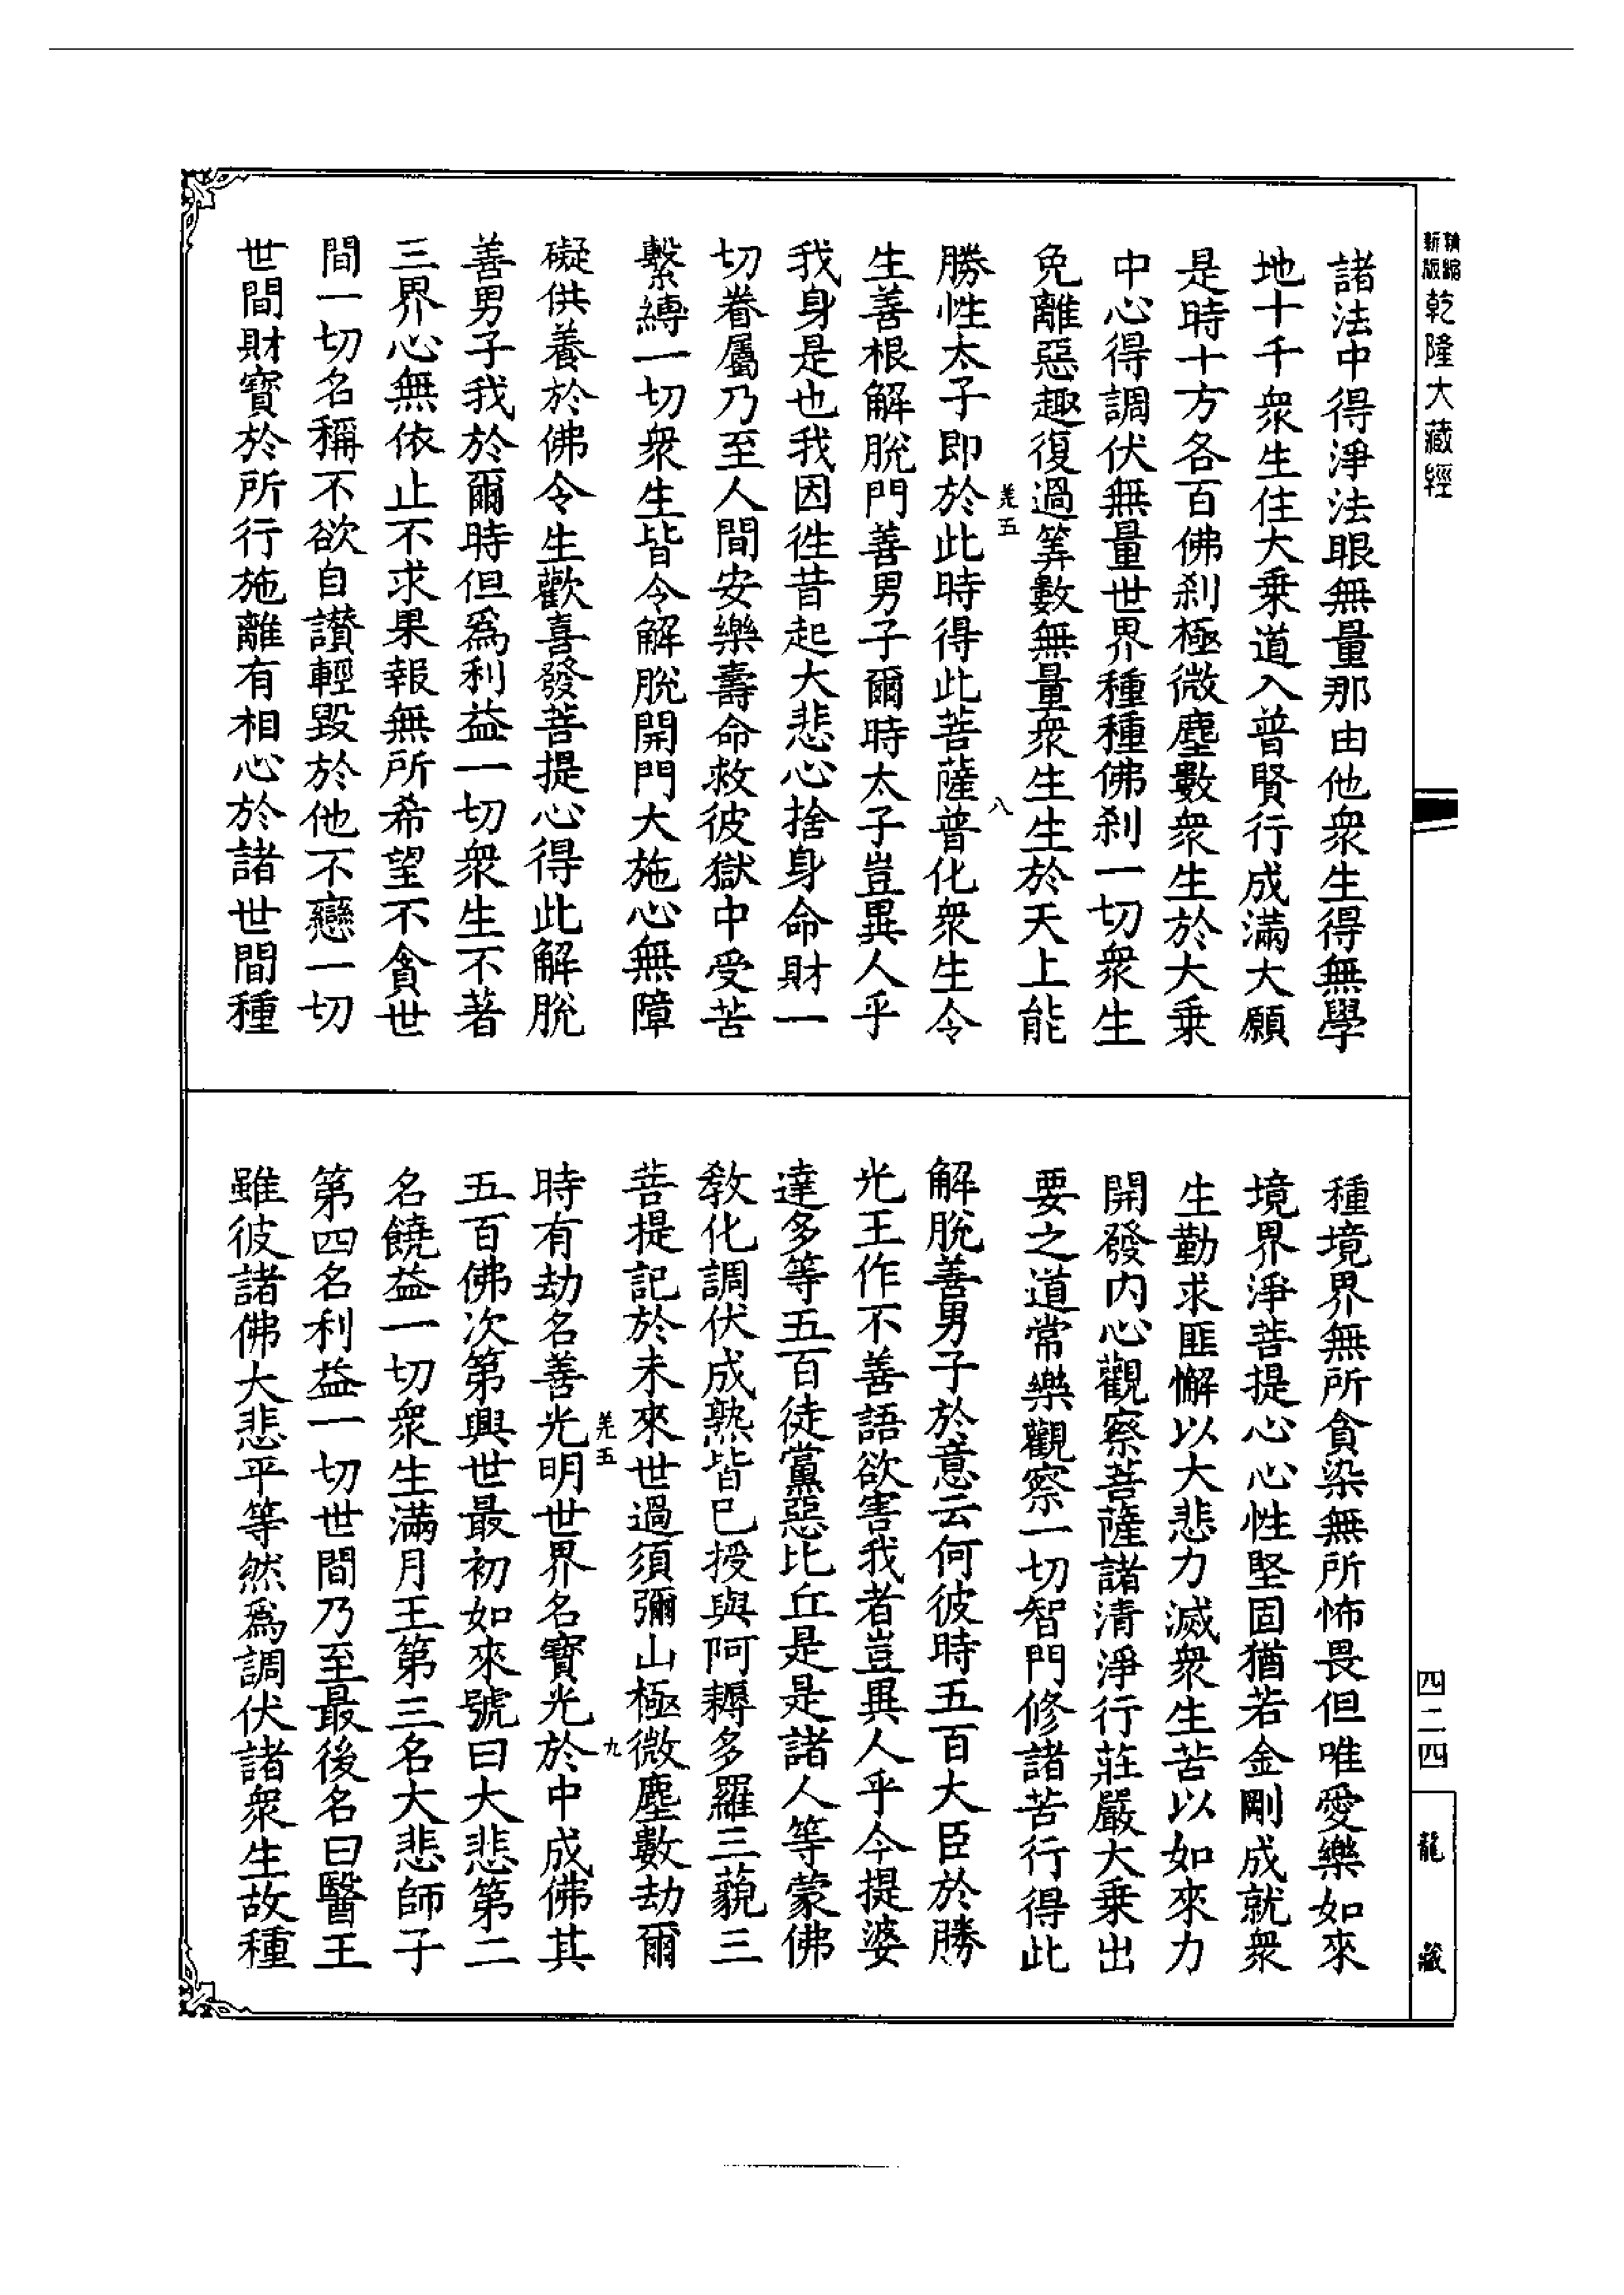 精縮新版乾隆大藏經
諸法中得淨法眼無量那由他衆生得無學
地十千衆生住大乗道入普賢行成滿大願
是時十方各百佛刹極微塵數衆生於大乗
中心得調伏無量世界種種佛刹一切衆生
免離惡趣復過筭數無量衆生生於天上能
羗五 八
勝性太子即於此時得此菩薩普化衆生令
生善根解脫門善男子爾時太子豈異人乎
我身是也我因徃昔起大悲心捨身命財一
切眷屬乃至人間安樂壽命救彼獄中受苦
繫縛一切衆生皆令解脫開門大施心無障
礙供養於佛令生歡喜發菩提心得此解脫
善男子我於爾時但爲利益一切衆生不著
三界心無依止不求果報無所希望不貪世
間一切名稱不欲自讃輕毀於他不戀一切
世間財寶於所行施離有相心於諸世間種
種境界無所貪染無所怖畏但唯愛樂如來
境界淨菩提心心性堅固猶若金剛成就衆
生勤求匪懈以大悲力滅衆生苦以如來力
開發内心觀察菩薩諸清淨行莊嚴大乗出
要之道常樂觀察一切智門修諸苦行得此
解脫善男子於意云何彼時五百大臣於勝
光王作不善語欲害我者豈異人乎今提婆
達多等五百徒黨惡比丘是是諸人等蒙佛
敎化調伏成熟皆已授與阿耨多羅三藐三
菩提記於未來世過須彌山極微塵數劫爾
羗五 九
時有劫名善光明世界名寶光於中成佛其
五百佛次第興世最初如來號曰大悲第二
名饒益一切衆生滿月王第三名大悲師子
第四名利益一切世間乃至最後名曰醫王
雖彼諸佛大悲平等然爲調伏諸衆生故種
四二四
龍藏